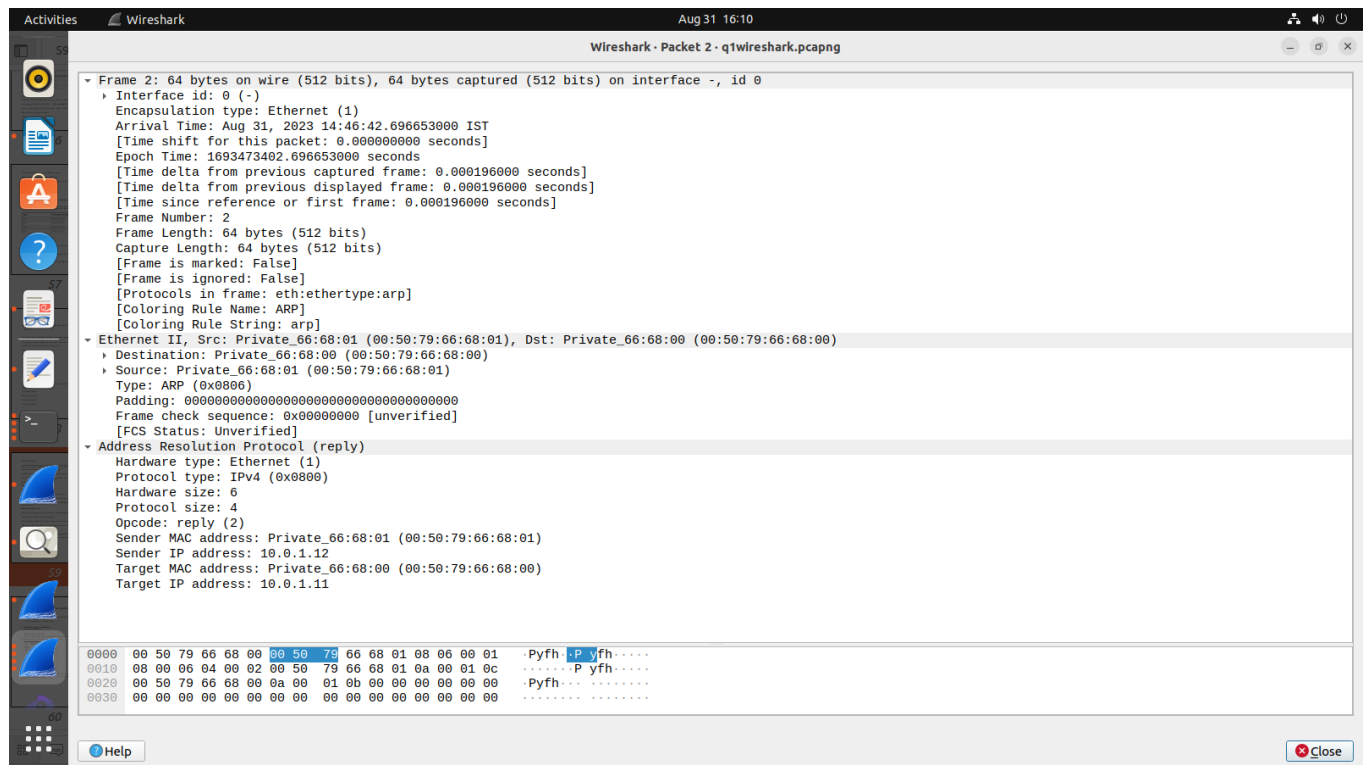 Activities Wireshark Aug 31 16:10
Wireshark · Packet 2 · q1wireshark.pcapng
Frame 2: 64 bytes on wire (512 bits), 64 bytes captured (512 bits) on interface -, id 0
Interface id: 0 (-)
Encapsulation type: Ethernet (1)
Arrival Time: Aug 31, 2023 14:46:42.696653000 IST
[Time shift for this packet: 0.000000000 seconds]
Epoch Time: 1693473402.696653000 seconds
[Time delta from previous captured frame: 0.000196000 seconds]
[Time delta from previous displayed frame: 0.000196000 seconds]
[Time since reference or first frame: 0.000196000 seconds]
Frame Number: 2
Frame Length: 64 bytes (512 bits)
Capture Length: 64 bytes (512 bits)
[Frame is marked: False]
[Frame is ignored: False]
[Protocols in frame: eth:ethertype:arp]
[Coloring Rule Name: ARP]
[Coloring Rule String: arp]
Ethernet II, Src: Private_66:68:01 (00:50:79:66:68:01), Dst: Private_66:68:00 (00:50:79:66:68:00)
Destination: Private_66:68:00 (00:50:79:66:68:00)
Source: Private_66:68:01 (00:50:79:66:68:01)
Type: ARP (0x0806)
Padding: 000000000000000000000000000000000000
Frame check sequence: 0x00000000 [unverified]
[FCS Status: Unverified]
Address Resolution Protocol (reply)
Hardware type: Ethernet (1)
Protocol type: IPv4 (0x0800)
Hardware size: 6
Protocol size: 4
Opcode: reply (2)
Sender MAC address: Private_66:68:01 (00:50:79:66:68:01)
Sender IP address: 10.0.1.12
Target MAC address: Private_66:68:00 (00:50:79:66:68:00)
Target IP address: 10.0.1.11
0000 00 50 79 66 68 00 00 50 79 66 68 01 08 06 00 01 ·Pyfh··P yfh·····
0010 08 00 06 04 00 02 00 50 79 66 68 01 0a 00 01 0c ·······P yfh·····
0020 00 50 79 66 68 00 0a 00 01 0b 00 00 00 00 00 00 ·Pyfh··· ········
0030 00 00 00 00 00 00 00 00 00 00 00 00 00 00 00 00 ········ ········
Help Close